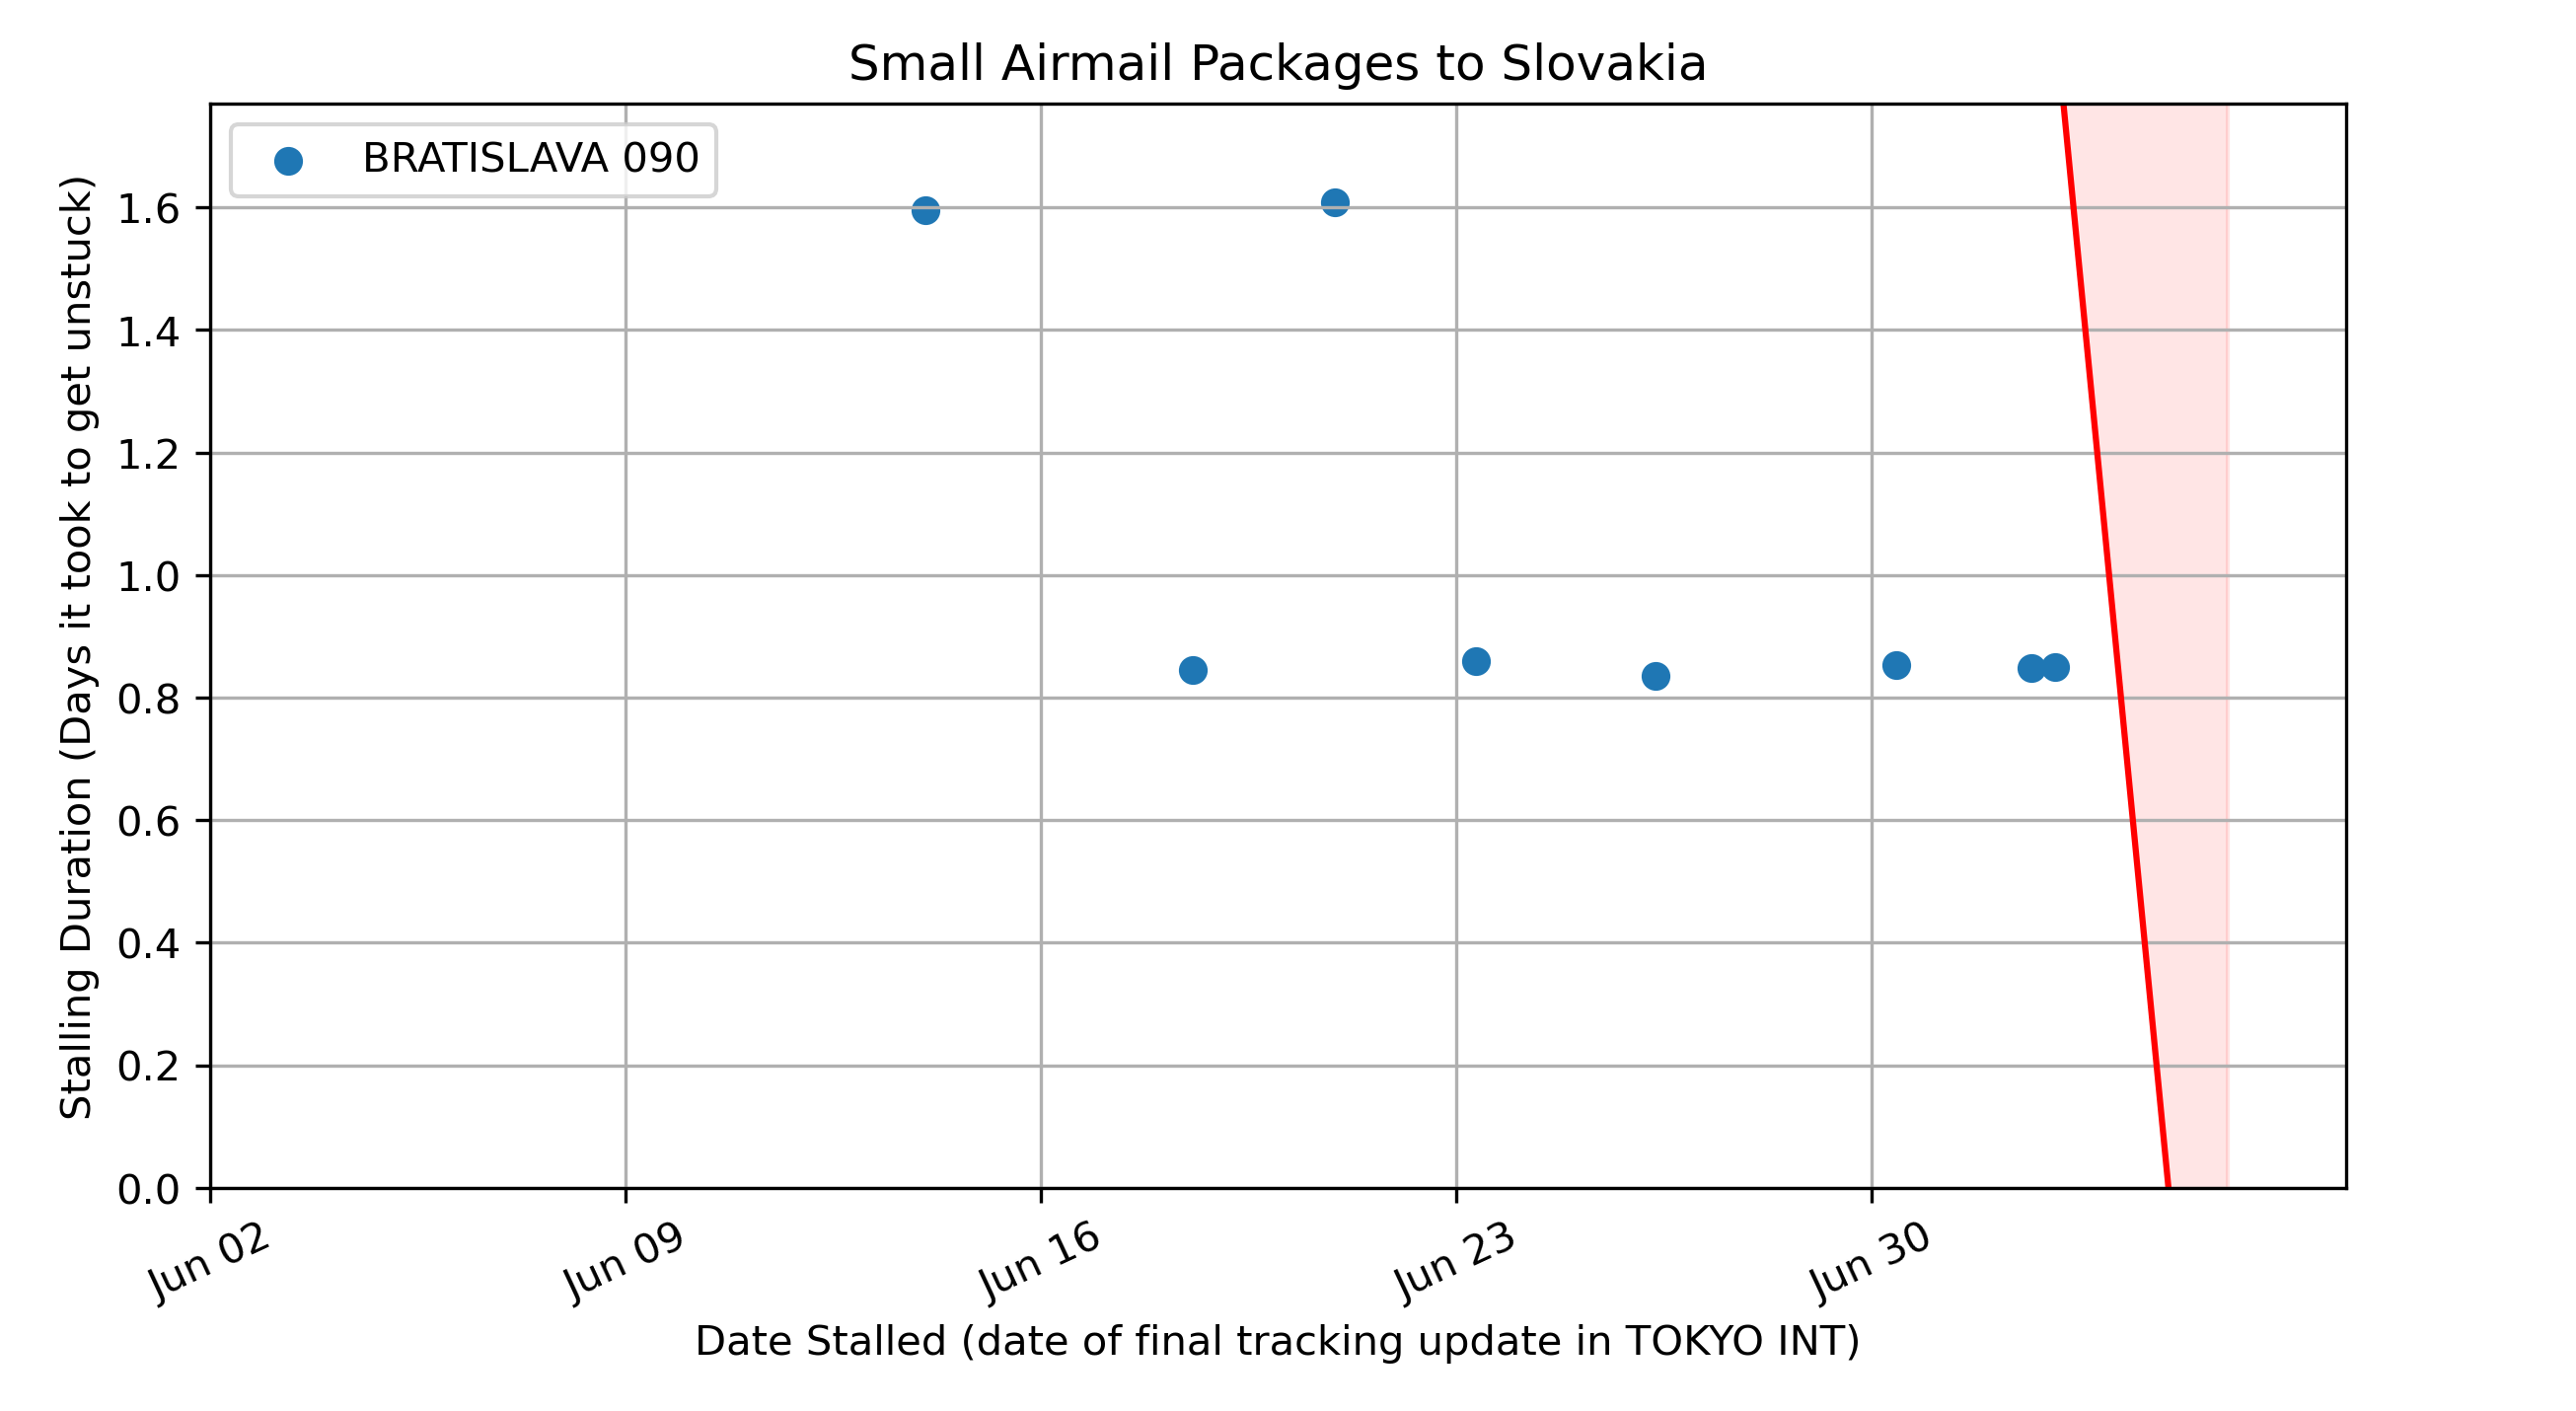 Small Airmail Packages to Slovakia
BRATISLAVA 090
Stalling Duration (Days it took to get unstuck)
1.6
1.4
1.2
1.0
0.8
0.6
0.4
0.2
0.0
Jun 02
Jun 09
Jun 16
Jun 23
Jun 30
Date Stalled (date of final tracking update in TOKYO INT)